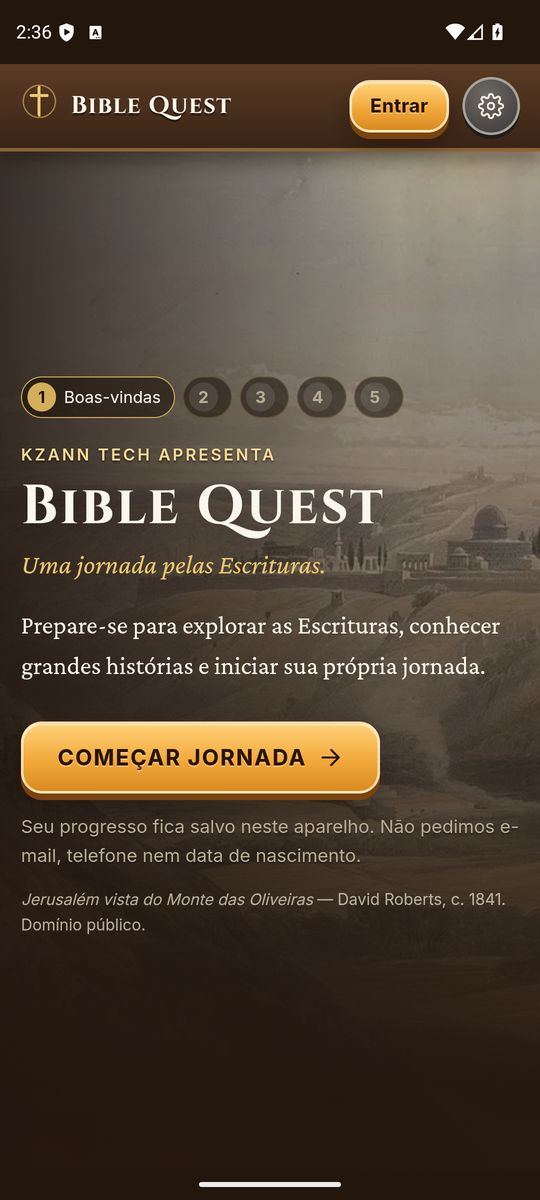 2:36
BIBLE QUEST
Entrar
1 Boas-vindas 2 3 4 5
KZANN TECH APRESENTA
BIBLE QUEST
Uma jornada pelas Escrituras.
Prepare-se para explorar as Escrituras, conhecer
grandes histórias e iniciar sua própria jornada.
COMEÇAR JORNADA →
Seu progresso fica salvo neste aparelho. Não pedimos e-
mail, telefone nem data de nascimento.
Jerusalém vista do Monte das Oliveiras — David Roberts, c. 1841.
Domínio público.